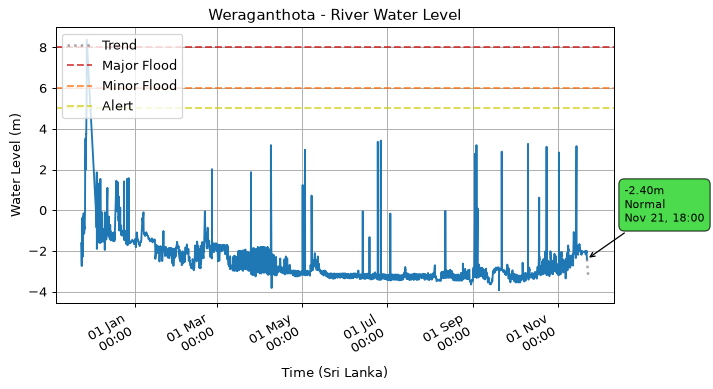 Weraganthota - River Water Level
Trend
Major Flood
Minor Flood
Alert
8
6
4
2
0
−2
−4
Water Level (m)
-2.40m
Normal
Nov 21, 18:00
01 Jan
00:00
01 Mar
00:00
01 May
00:00
01 Jul
00:00
01 Sep
00:00
01 Nov
00:00
Time (Sri Lanka)